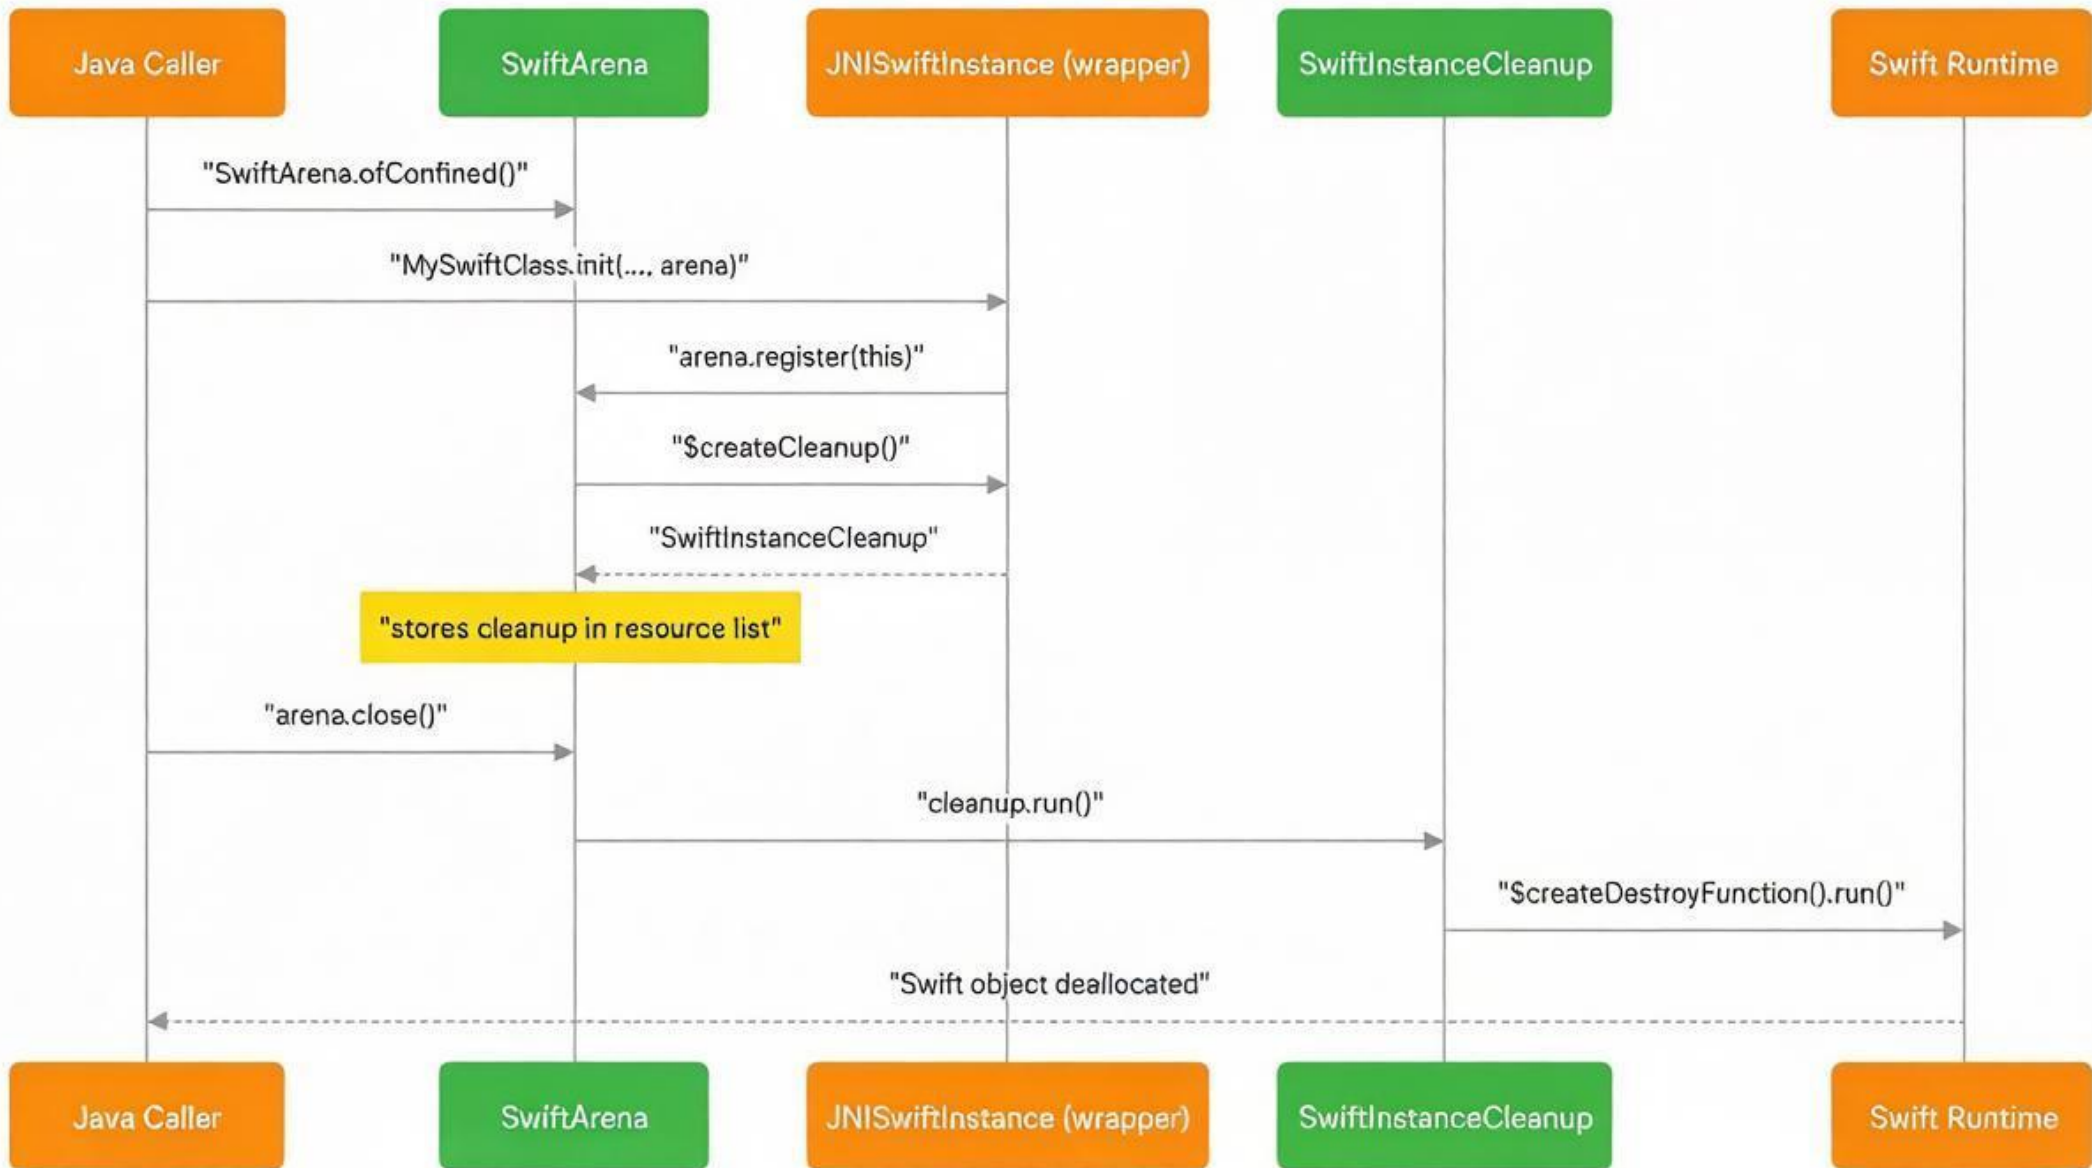 Java Caller
SwiftArena
JNISwiftInstance (wrapper)
SwiftInstanceCleanup
Swift Runtime
"SwiftArena.ofConfined()"
"MySwiftClass.init(..., arena)"
"arena.register(this)"
"$createCleanup()"
"SwiftInstanceCleanup"
"stores cleanup in resource list"
"arena.close()"
"cleanup.run()"
"$createDestroyFunction().run()"
"Swift object deallocated"
Java Caller
SwiftArena
JNISwiftInstance (wrapper)
SwiftInstanceCleanup
Swift Runtime